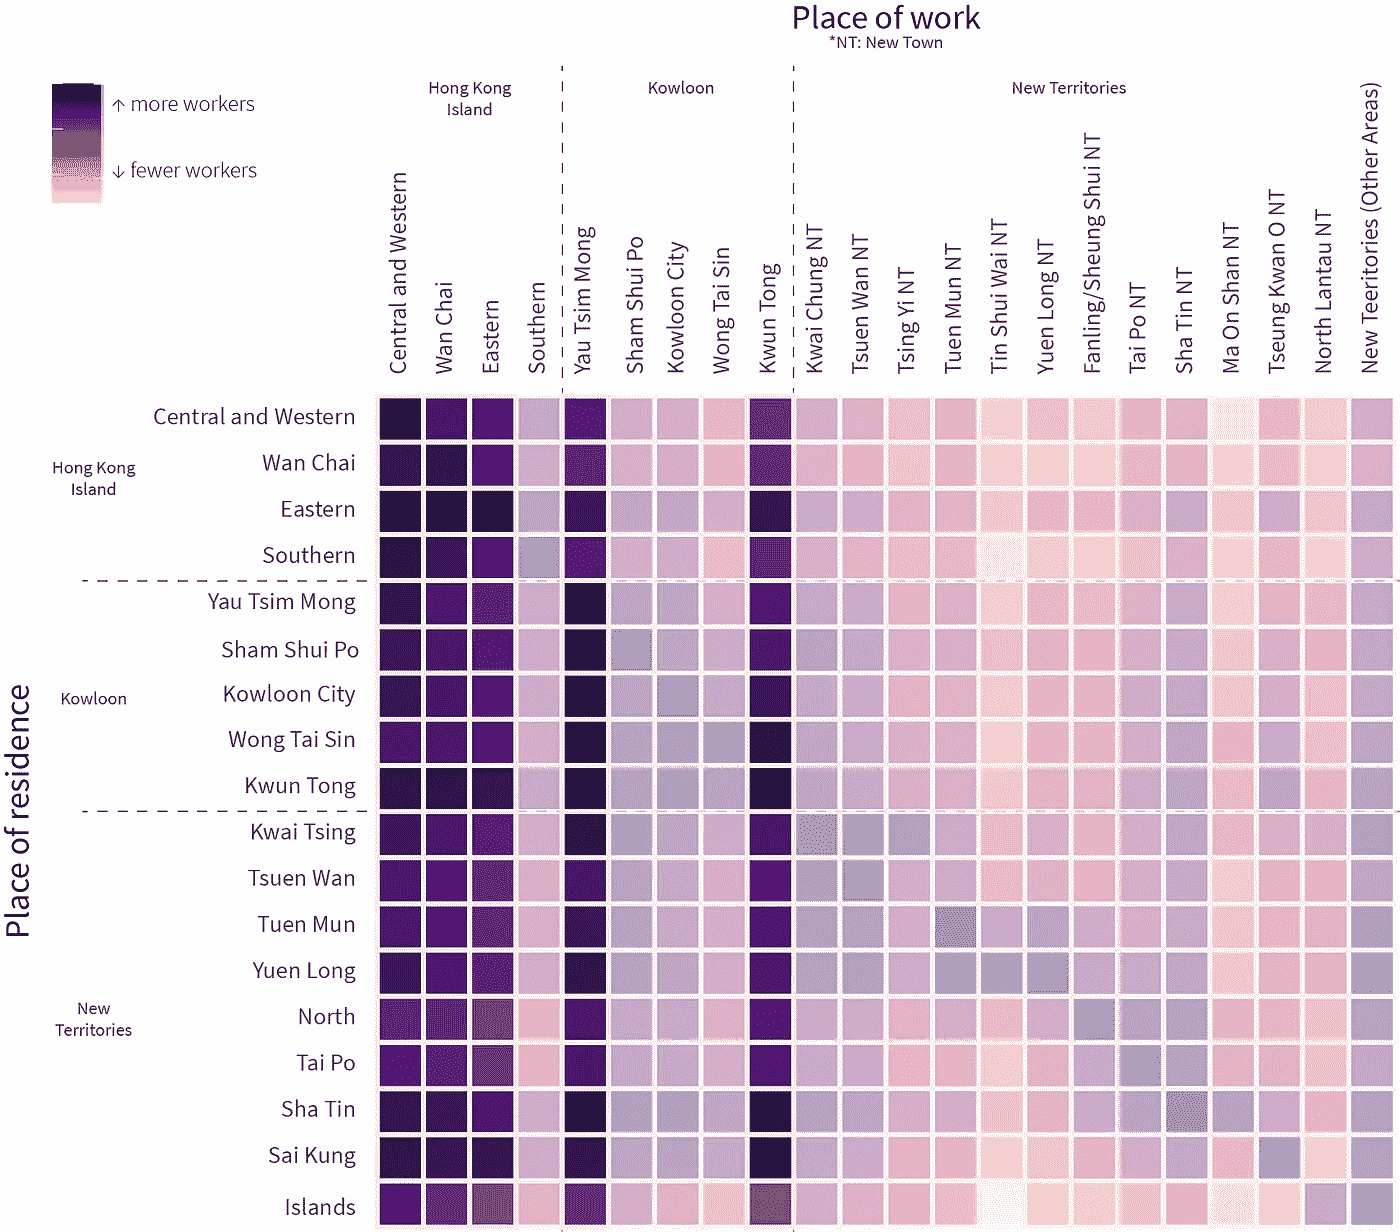 Place of work
*NT: New Town
Hong Kong
Island
Kowloon
New Territories
↑ more workers
↓ fewer workers
Central and Western
Wan Chai
Eastern
Southern
Yau Tsim Mong
Sham Shui Po
Kowloon City
Wong Tai Sin
Kwun Tong
Kwai Chung NT
Tsuen Wan NT
Tsing Yi NT
Tuen Mun NT
Tin Shui Wai NT
Yuen Long NT
Fanling/Sheung Shui NT
Tai Po NT
Sha Tin NT
Ma On Shan NT
Tseung Kwan O NT
North Lantau NT
New Territories (Other Areas)
Place of residence
Hong Kong
Island
Central and Western
Wan Chai
Eastern
Southern
Kowloon
Yau Tsim Mong
Sham Shui Po
Kowloon City
Wong Tai Sin
Kwun Tong
New
Territories
Kwai Tsing
Tsuen Wan
Tuen Mun
Yuen Long
North
Tai Po
Sha Tin
Sai Kung
Islands